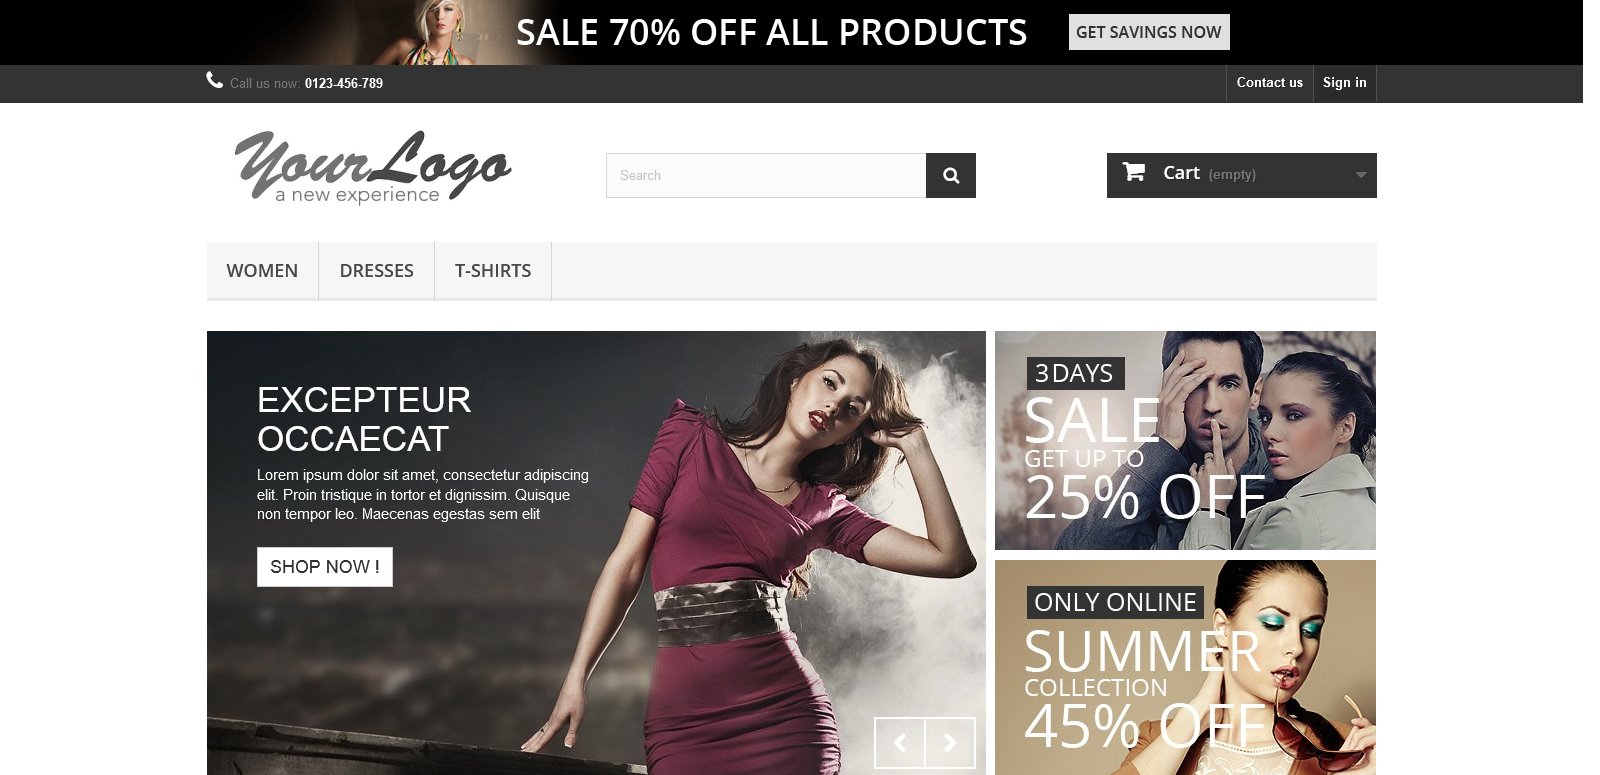 SALE 70% OFF ALL PRODUCTS
GET SAVINGS NOW
Call us now: 0123-456-789
Contact us
Sign in
YourLogo
a new experience
Search
Cart (empty)
WOMEN
DRESSES
T-SHIRTS
EXCEPTEUR
OCCAECAT
Lorem ipsum dolor sit amet, consectetur adipiscing
elit. Proin tristique in tortor et dignissim. Quisque
non tempor leo. Maecenas egestas sem elit
SHOP NOW !
3 DAYS
SALE
GET UP TO
25% OFF
ONLY ONLINE
SUMMER
COLLECTION
45% OFF